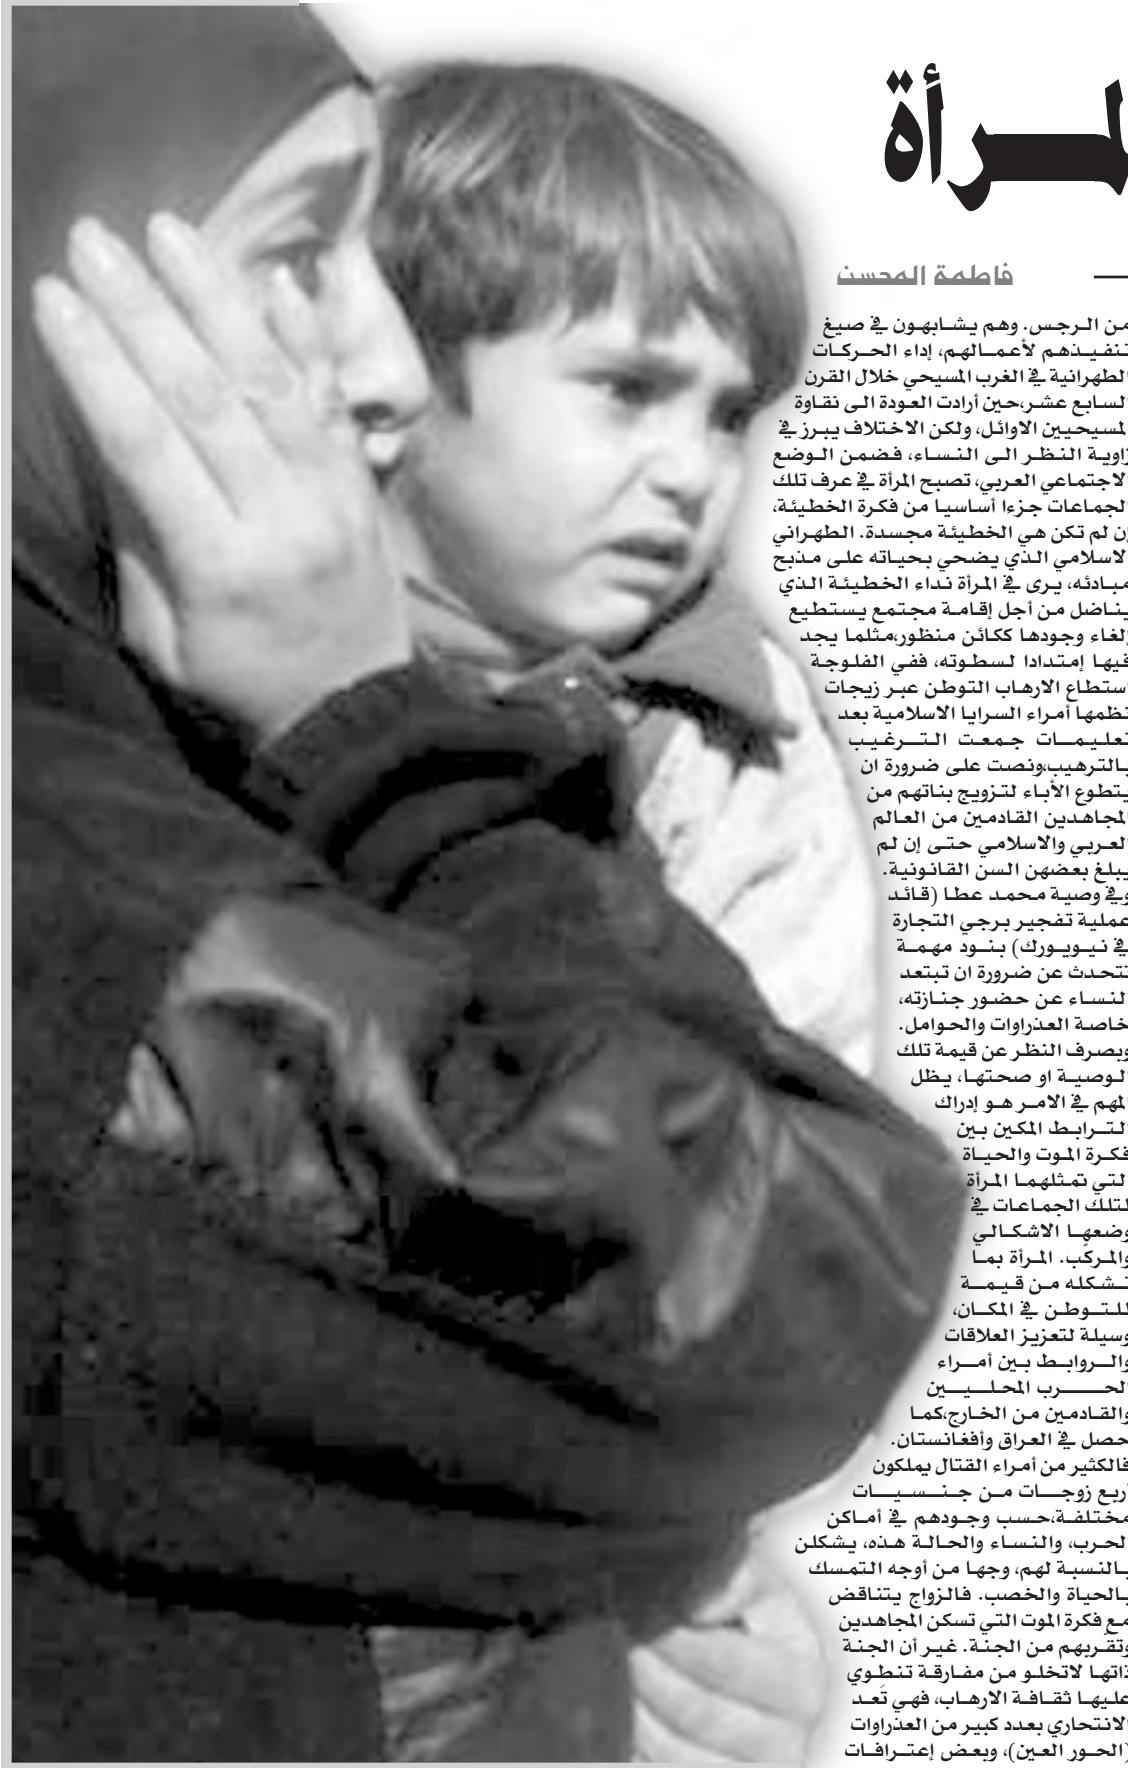 لمــرأة
فاطمة المحسن
من الرجس. وهم يشابهون في صيغ
تنفيذهم لأعمالهم، إداء الحركات
الطهرانية في الغرب المسيحي خلال القرن
السابع عشر،حين أرادت العودة الى نقاوة
المسيحيين الاوائل، ولكن الاختلاف يبرز في
زاوية النظر الى النساء، فضمن الوضع
الاجتماعي العربي، تصبح المرأة في عرف تلك
الجماعات جزءا أساسيا من فكرة الخطيئة،
إن لم تكن هي الخطيئة مجسدة. الطهراني
الاسلامي الذي يضحي بحياته على مذبح
مبادئه، يرى في المرأة نداء الخطيئة الذي
يناضل من أجل إقامة مجتمع يستطيع
إلغاء وجودها ككائن منظور،مثلما يجد
فيها إمتدادا لسطوته، ففي الفلوجة
استطاع الارهاب التوطن عبر زيجات
نظمها أمراء السرايا الاسلامية بعد
تعليمات جمعت الترغيب
بالترهيب،ونصت على ضرورة ان
يتطوع الأباء لتزويج بناتهم من
المجاهدين القادمين من العالم
العربي والاسلامي حتى إن لم
يبلغ بعضهن السن القانونية.
وفي وصية محمد عطا (قائد
عملية تفجير برجي التجارة
في نيويورك) بنود مهمة
تتحدث عن ضرورة ان تبتعد
النساء عن حضور جنازته،
خاصة العذراوات والحوامل.
وبصرف النظر عن قيمة تلك
الوصية او صحتها، يظل
المهم في الامر هو إدراك
الترابط المكين بين
فكرة الموت والحياة
التي تمثلهما المرأة
لتلك الجماعات في
وضعها الاشكالي
والمركّب. المرأة بما
تشكله من قيمة
للتوطن في المكان،
وسيلة لتعزيز العلاقات
والروابط بين أمراء
الحرب المحليين
والقادمين من الخارج،كما
حصل في العراق وأفغانستان.
فالكثير من أمراء القتال يملكون
أربع زوجات من جنسيات
مختلفة،حسب وجودهم في أماكن
الحرب، والنساء والحالة هذه، يشكلن
بالنسبة لهم، وجها من أوجه التمسك
بالحياة والخصب. فالزواج يتناقض
مع فكرة الموت التي تسكن المجاهدين
وتقّربهم من الجنة. غير أن الجنة
ذاتها لاتخلو من مفارقة تنطوي
عليها ثقافة الارهاب، فهي تَعد
الانتحاري بعدد كبير من العذراوات
(الحور العين)، وبعض إعترافات